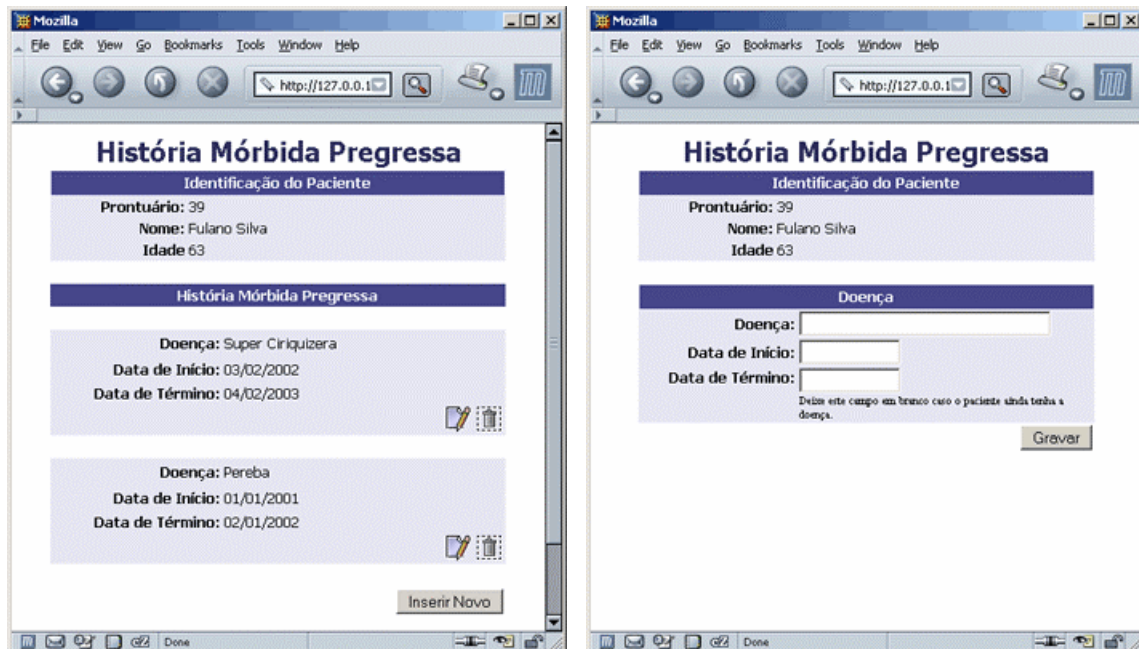 Mozilla
File Edit View Go Bookmarks Tools Window Help
http://127.0.0.1
História Mórbida Pregressa
Identificação do Paciente
Prontuário: 39
Nome: Fulano Silva
Idade 63
História Mórbida Pregressa
Doença: Super Ciriquizera
Data de Início: 03/02/2002
Data de Término: 04/02/2003
Doença: Pereba
Data de Início: 01/01/2001
Data de Término: 02/01/2002
Inserir Novo
Done
Mozilla
File Edit View Go Bookmarks Tools Window Help
http://127.0.0.1
História Mórbida Pregressa
Identificação do Paciente
Prontuário: 39
Nome: Fulano Silva
Idade 63
Doença
Doença:
Data de Início:
Data de Término:
Deixe este campo em branco caso o paciente ainda tenha a
doença.
Gravar
Done